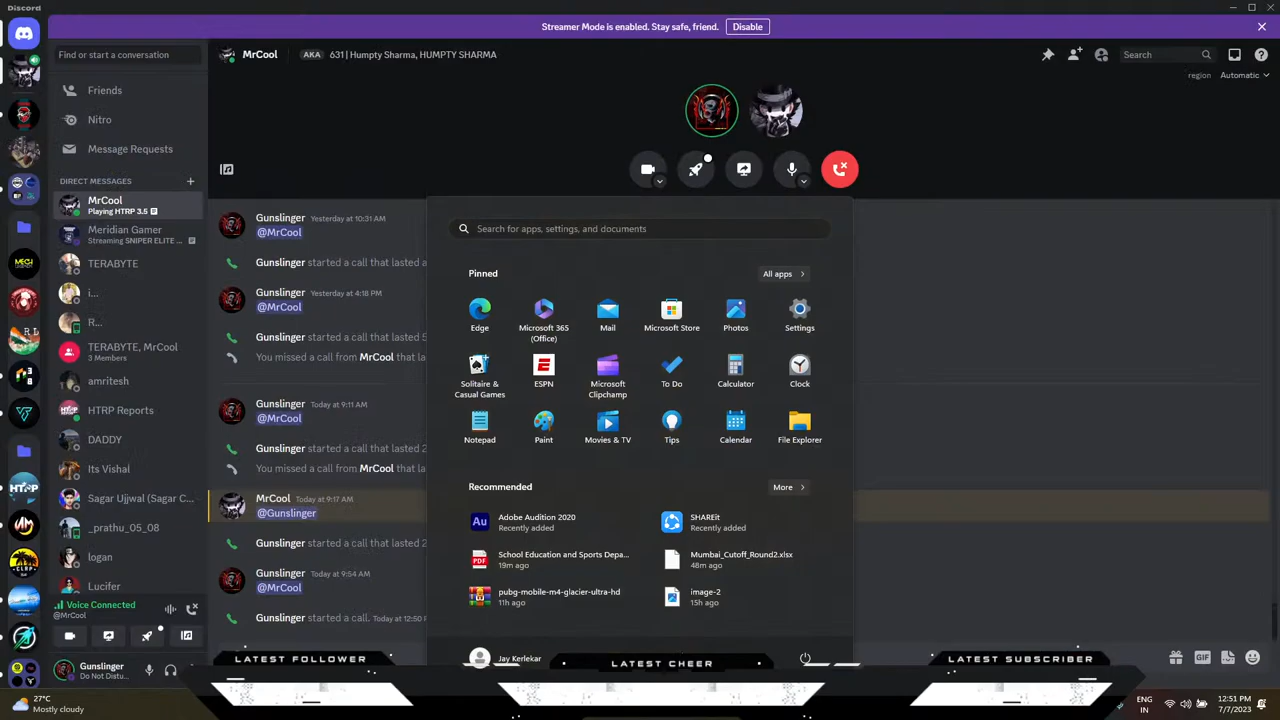 Discord
Streamer Mode is enabled. Stay safe, friend.
Disable
Find or start a conversation
MrCool
AKA
631 | Humpty Sharma, HUMPTY SHARMA
Search
region
Automatic
Friends
Nitro
Message Requests
DIRECT MESSAGES
MrCool
Playing HTRP 3.5
Meridian Gamer
Streaming SNIPER ELITE ...
TERABYTE
i...
R...
TERABYTE, MrCool
3 Members
amritesh
HTRP Reports
DADDY
Its Vishal
Sagar Ujjwal (Sagar C...
_prathu_05_08
logan
Lucifer
Voice Connected
@MrCool
Gunslinger
Do Not Distu...
Gunslinger Yesterday at 10:31 AM
@MrCool
Gunslinger started a call that lasted a
Gunslinger Yesterday at 4:18 PM
@MrCool
Gunslinger started a call that lasted 5
You missed a call from MrCool that la
Gunslinger Today at 9:11 AM
@MrCool
Gunslinger started a call that lasted 2
You missed a call from MrCool that la
MrCool Today at 9:17 AM
@Gunslinger
Gunslinger started a call that lasted 2
Gunslinger Today at 9:54 AM
@MrCool
Gunslinger started a call. Today at 12:50 P
Search for apps, settings, and documents
Pinned
All apps
Edge
Microsoft 365
(Office)
Mail
Microsoft Store
Photos
Settings
Solitaire &
Casual Games
ESPN
Microsoft
Clipchamp
To Do
Calculator
Clock
Notepad
Paint
Movies & TV
Tips
Calendar
File Explorer
Recommended
More
Au
Adobe Audition 2020
Recently added
SHAREit
Recently added
PDF
School Education and Sports Depa...
19m ago
Mumbai_Cutoff_Round2.xlsx
48m ago
pubg-mobile-m4-glacier-ultra-hd
11h ago
image-2
15h ago
Jay Kerlekar
GIF
LATEST FOLLOWER
LATEST CHEER
LATEST SUBSCRIBER
27°C
Mostly cloudy
ENG
IN
12:51 PM
7/7/2023